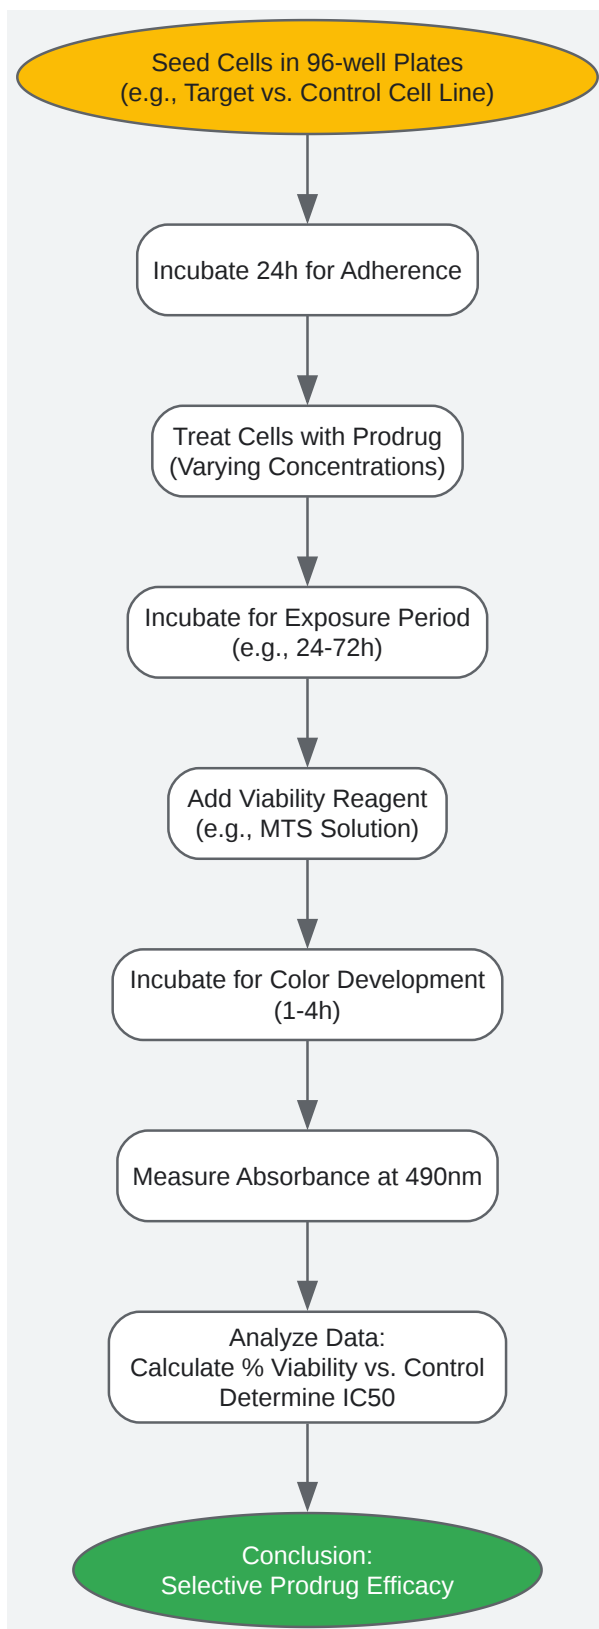 Seed Cells in 96-well Plates
(e.g., Target vs. Control Cell Line)
Incubate 24h for Adherence
Treat Cells with Prodrug
(Varying Concentrations)
Incubate for Exposure Period
(e.g., 24-72h)
Add Viability Reagent
(e.g., MTS Solution)
Incubate for Color Development
(1-4h)
Measure Absorbance at 490nm
Analyze Data:
Calculate % Viability vs. Control
Determine IC50
Conclusion:
Selective Prodrug Efficacy